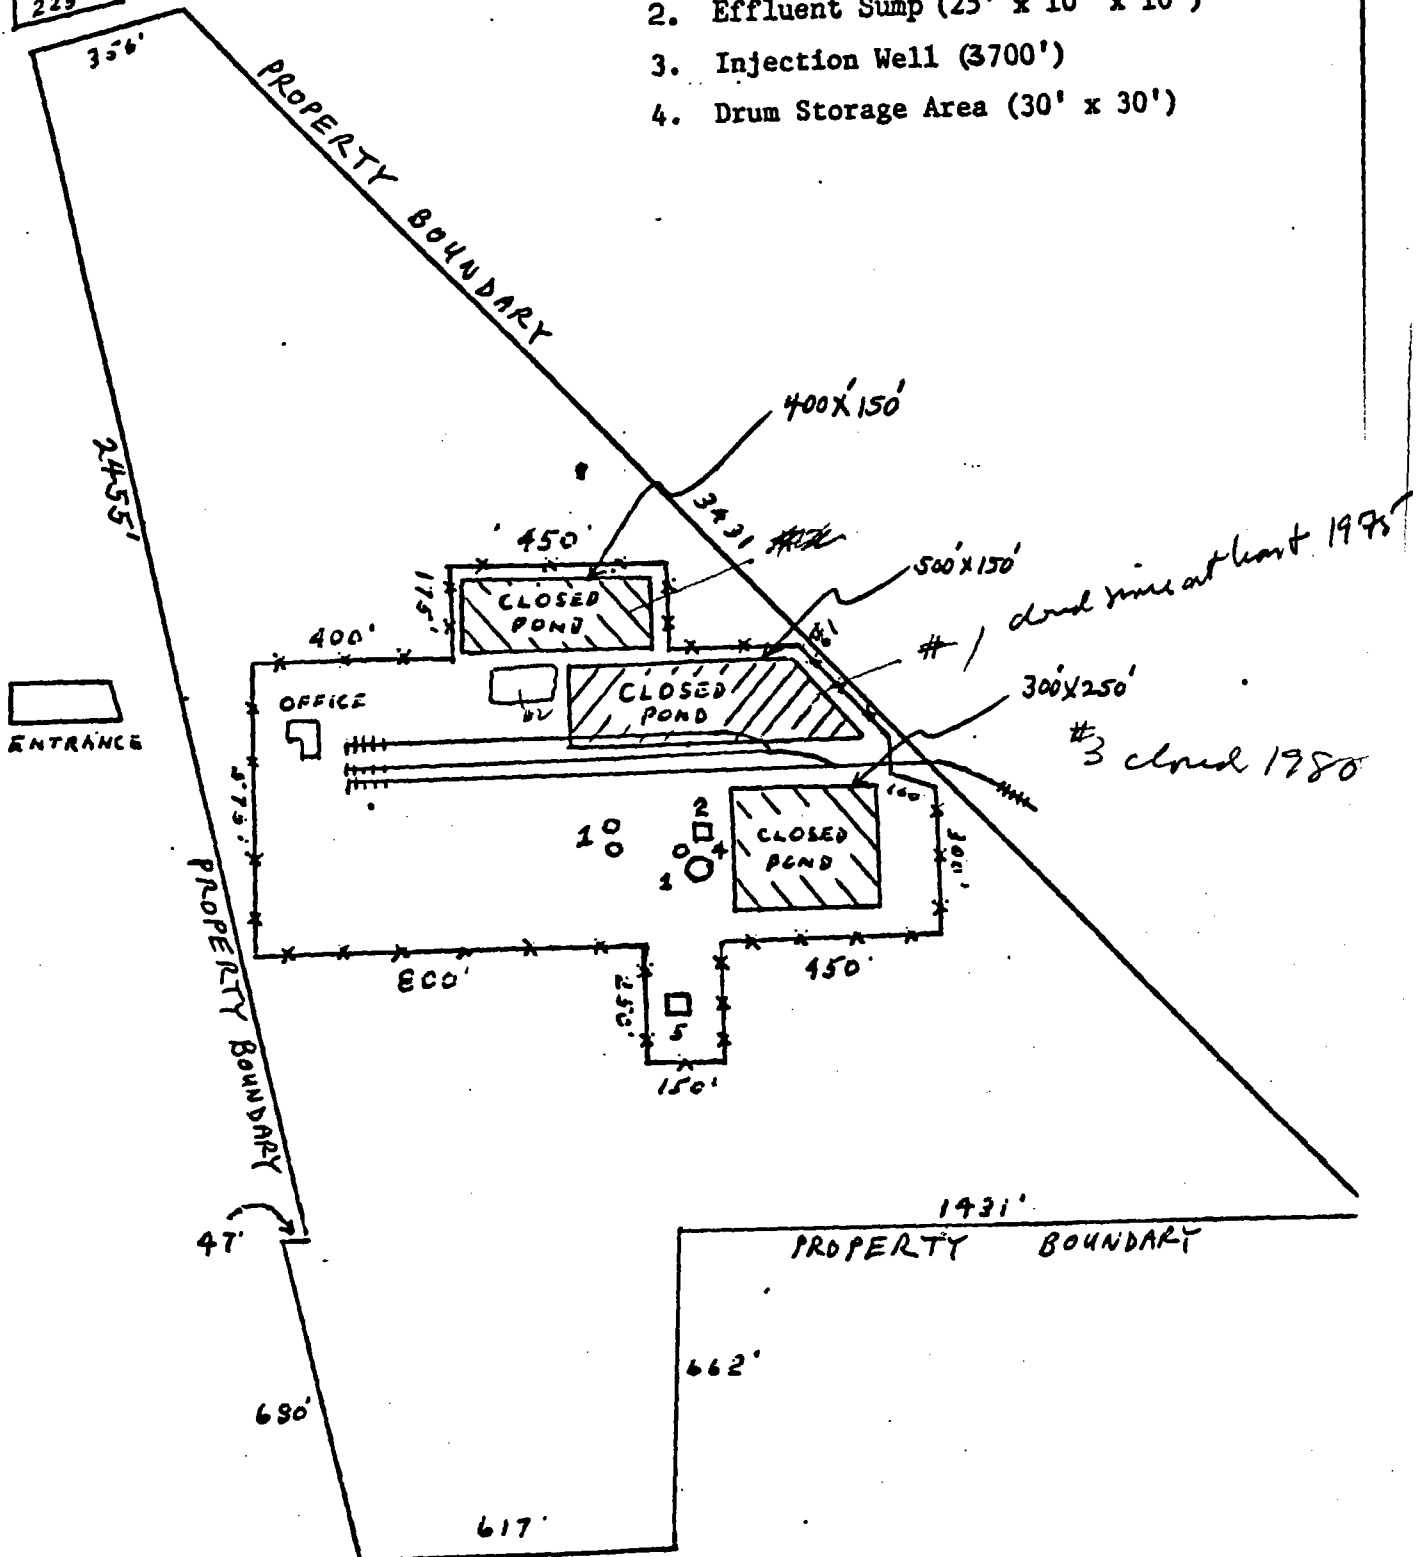 225
356'
2. Effluent Sump (25' x 10' x 10')
3. Injection Well (3700')
4. Drum Storage Area (30' x 30')
PROPERTY BOUNDARY
2455'
400'X150'
3431
450'
175'
CLOSED
POND
500'X150'
# 1 closed since at least 1975
400'
OFFICE
#2
CLOSED
POND
300'X250'
#3 closed 1980
ENTRANCE
575'
160'
2
1
4
1
CLOSED
POND
300'
PROPERTY BOUNDARY
800'
250'
5
450'
150'
47'
1431'
PROPERTY BOUNDARY
662'
680'
617'